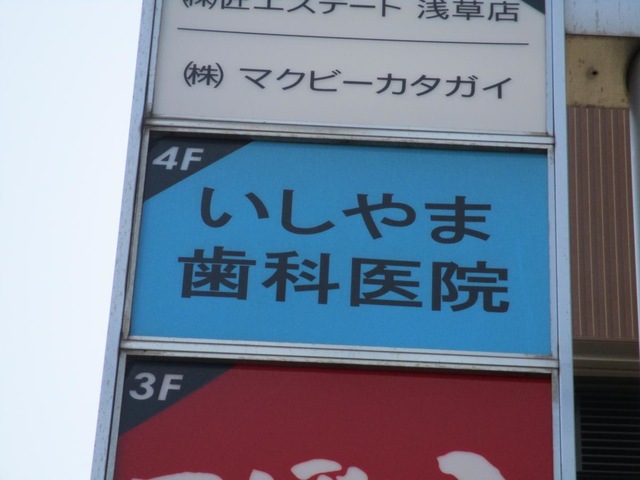 ㈱匠エステート 浅草店
㈱ マクビーカタガイ
4F
いしやま
歯科医院
3F